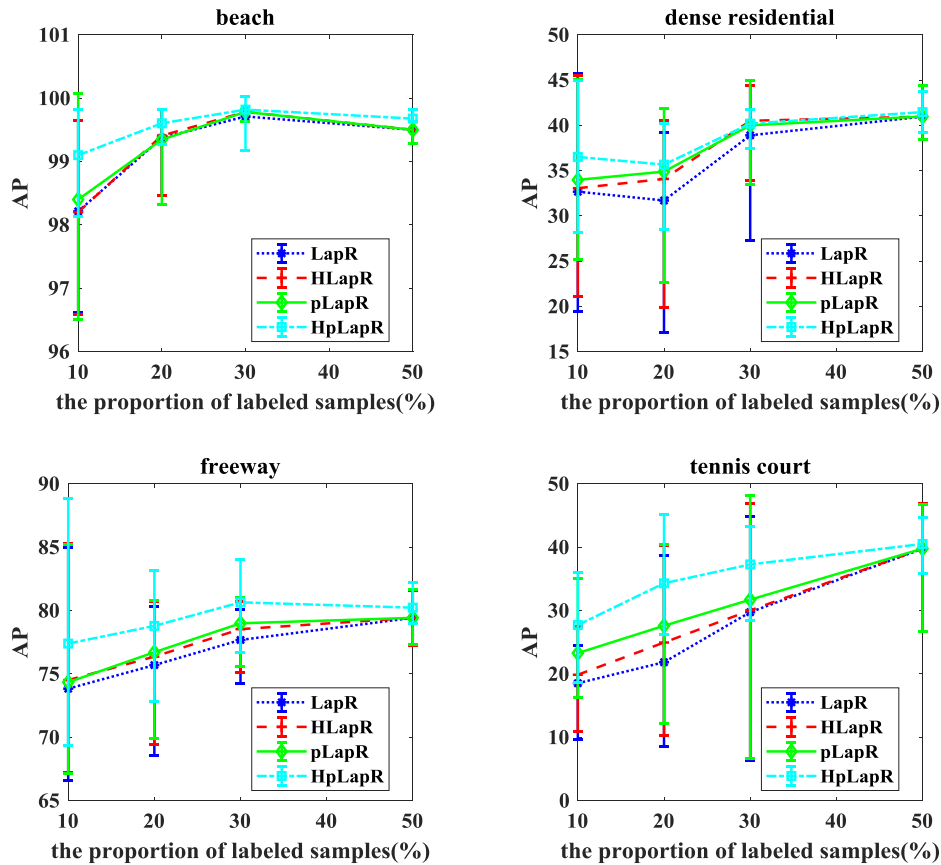 beach
101
100
99
98
97
96
AP
LapR
HLapR
pLapR
HpLapR
10 20 30 40 50
the proportion of labeled samples(%)
dense residential
50
45
40
35
30
25
20
15
AP
LapR
HLapR
pLapR
HpLapR
10 20 30 40 50
the proportion of labeled samples(%)
freeway
90
85
80
75
70
65
AP
LapR
HLapR
pLapR
HpLapR
10 20 30 40 50
the proportion of labeled samples(%)
tennis court
50
40
30
20
10
0
AP
LapR
HLapR
pLapR
HpLapR
10 20 30 40 50
the proportion of labeled samples(%)